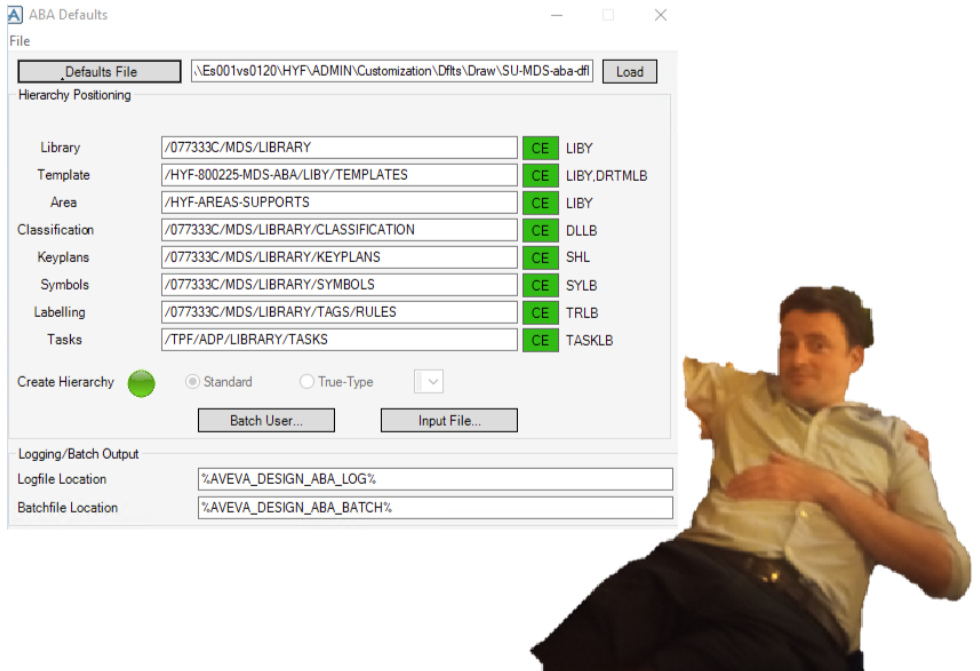 ABA Defaults
File
Defaults File .\Es001vs0120\HYF\ADMIN\Customization\Dflts\Draw\SU-MDS-aba-dfl Load
Hierarchy Positioning
Library /077333C/MDS/LIBRARY CE LIBY
Template /HYF-800225-MDS-ABA/LIBY/TEMPLATES CE LIBY,DRTMLB
Area /HYF-AREAS-SUPPORTS CE LIBY
Classification /077333C/MDS/LIBRARY/CLASSIFICATION CE DLLB
Keyplans /077333C/MDS/LIBRARY/KEYPLANS CE SHL
Symbols /077333C/MDS/LIBRARY/SYMBOLS CE SYLB
Labelling /077333C/MDS/LIBRARY/TAGS/RULES CE TRLB
Tasks /TPF/ADP/LIBRARY/TASKS CE TASKLB
Create Hierarchy Standard True-Type
Batch User... Input File...
Logging/Batch Output
Logfile Location %AVEVA_DESIGN_ABA_LOG%
Batchfile Location %AVEVA_DESIGN_ABA_BATCH%